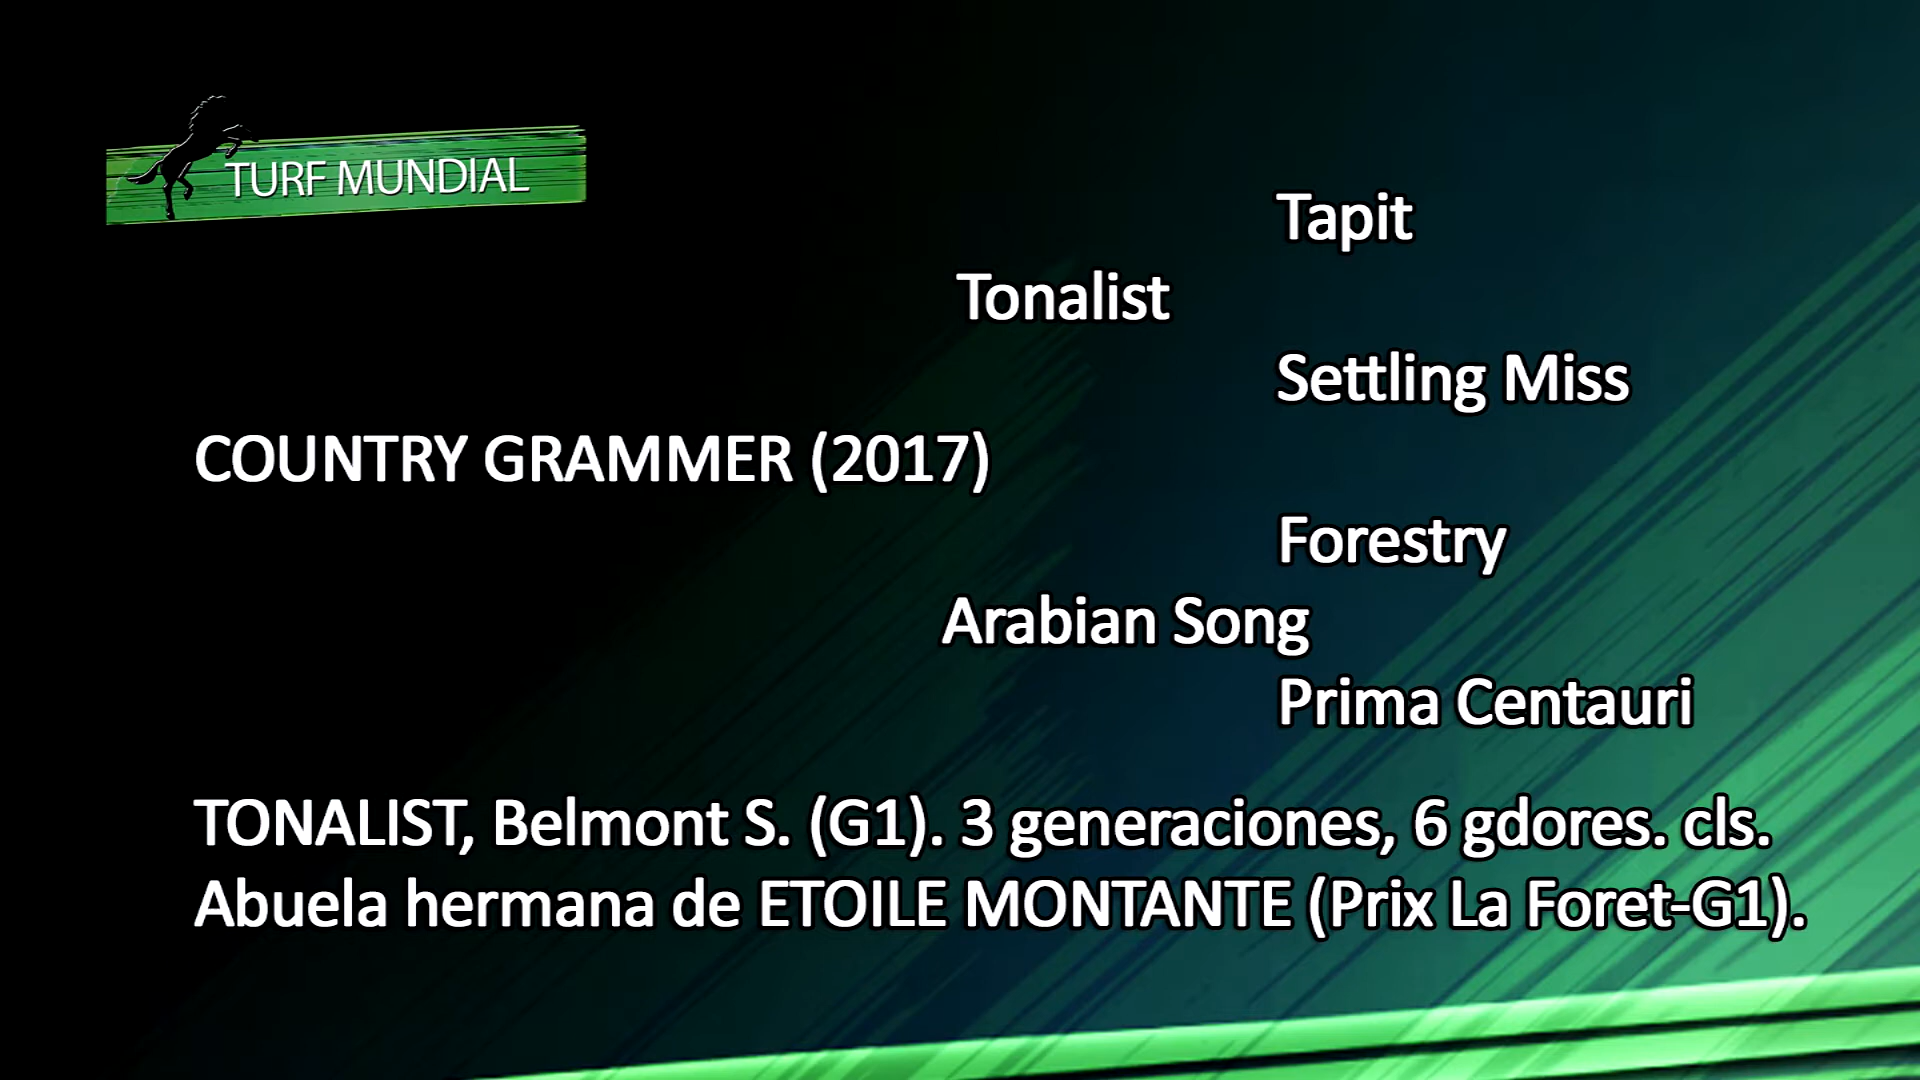 TURF MUNDIAL
Tapit
Tonalist
Settling Miss
COUNTRY GRAMMER (2017)
Forestry
Arabian Song
Prima Centauri
TONALIST, Belmont S. (G1). 3 generaciones, 6 gdores. cls.
Abuela hermana de ETOILE MONTANTE (Prix La Foret-G1).